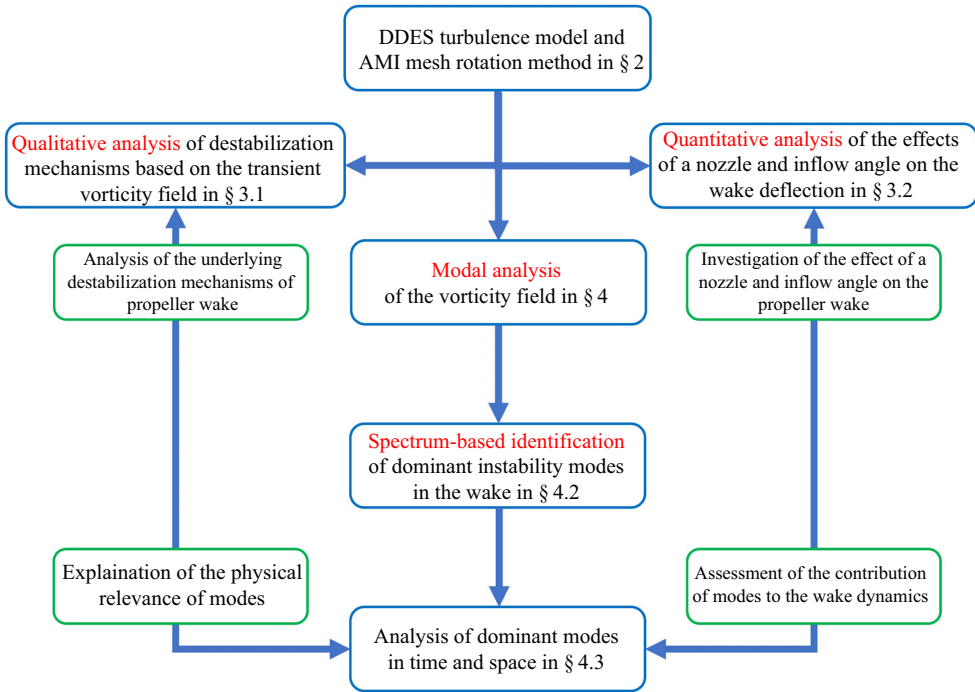 DDES turbulence model and
AMI mesh rotation method in § 2
Qualitative analysis of destabilization
mechanisms based on the transient
vorticity field in § 3.1
Quantitative analysis of the effects
of a nozzle and inflow angle on the
wake deflection in § 3.2
Analysis of the underlying
destabilization mechanisms of
propeller wake
Modal analysis
of the vorticity field in § 4
Investigation of the effect of a
nozzle and inflow angle on the
propeller wake
Spectrum-based identification
of dominant instability modes
in the wake in § 4.2
Explaination of the physical
relevance of modes
Assessment of the contribution
of modes to the wake dynamics
Analysis of dominant modes
in time and space in § 4.3